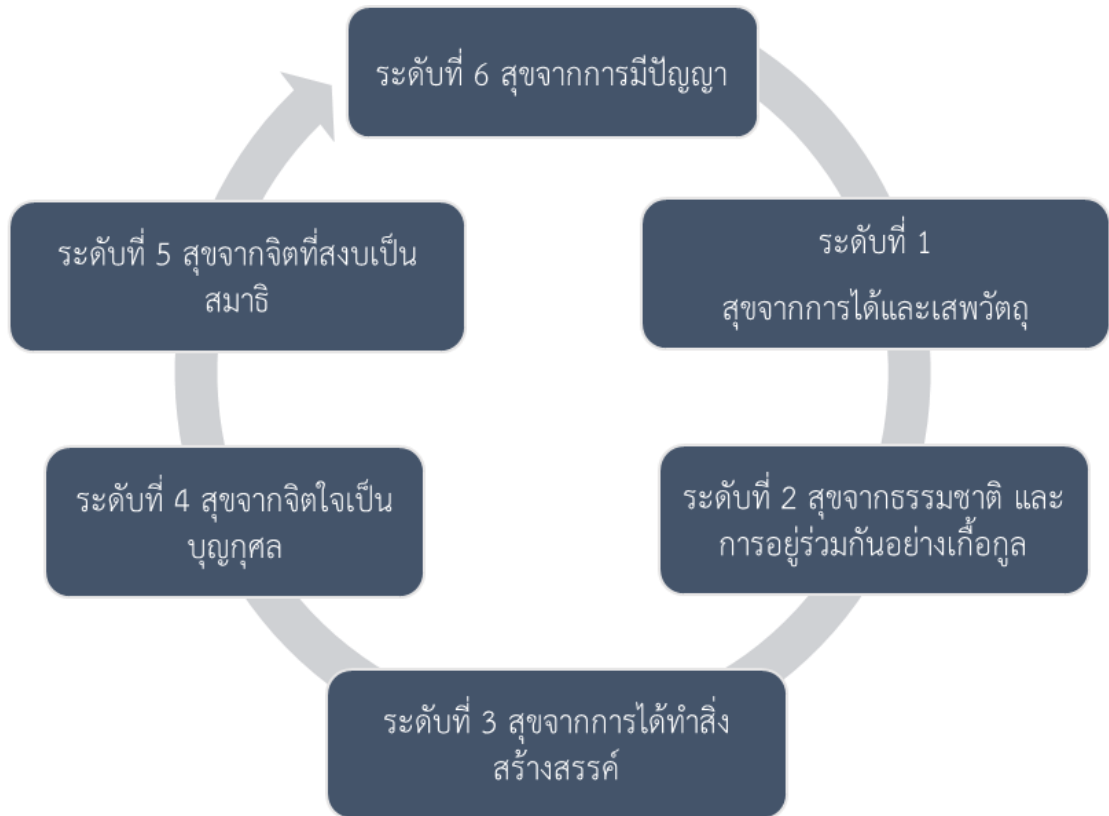 ระดับที่ 6 สุขจากการมีปัญญา
ระดับที่ 1
สุขจากการได้และเสพวัตถุ
ระดับที่ 2 สุขจากธรรมชาติ และ
การอยู่ร่วมกันอย่างเกื้อกูล
ระดับที่ 3 สุขจากการได้ทำสิ่ง
สร้างสรรค์
ระดับที่ 4 สุขจากจิตใจเป็น
บุญกุศล
ระดับที่ 5 สุขจากจิตที่สงบเป็น
สมาธิ